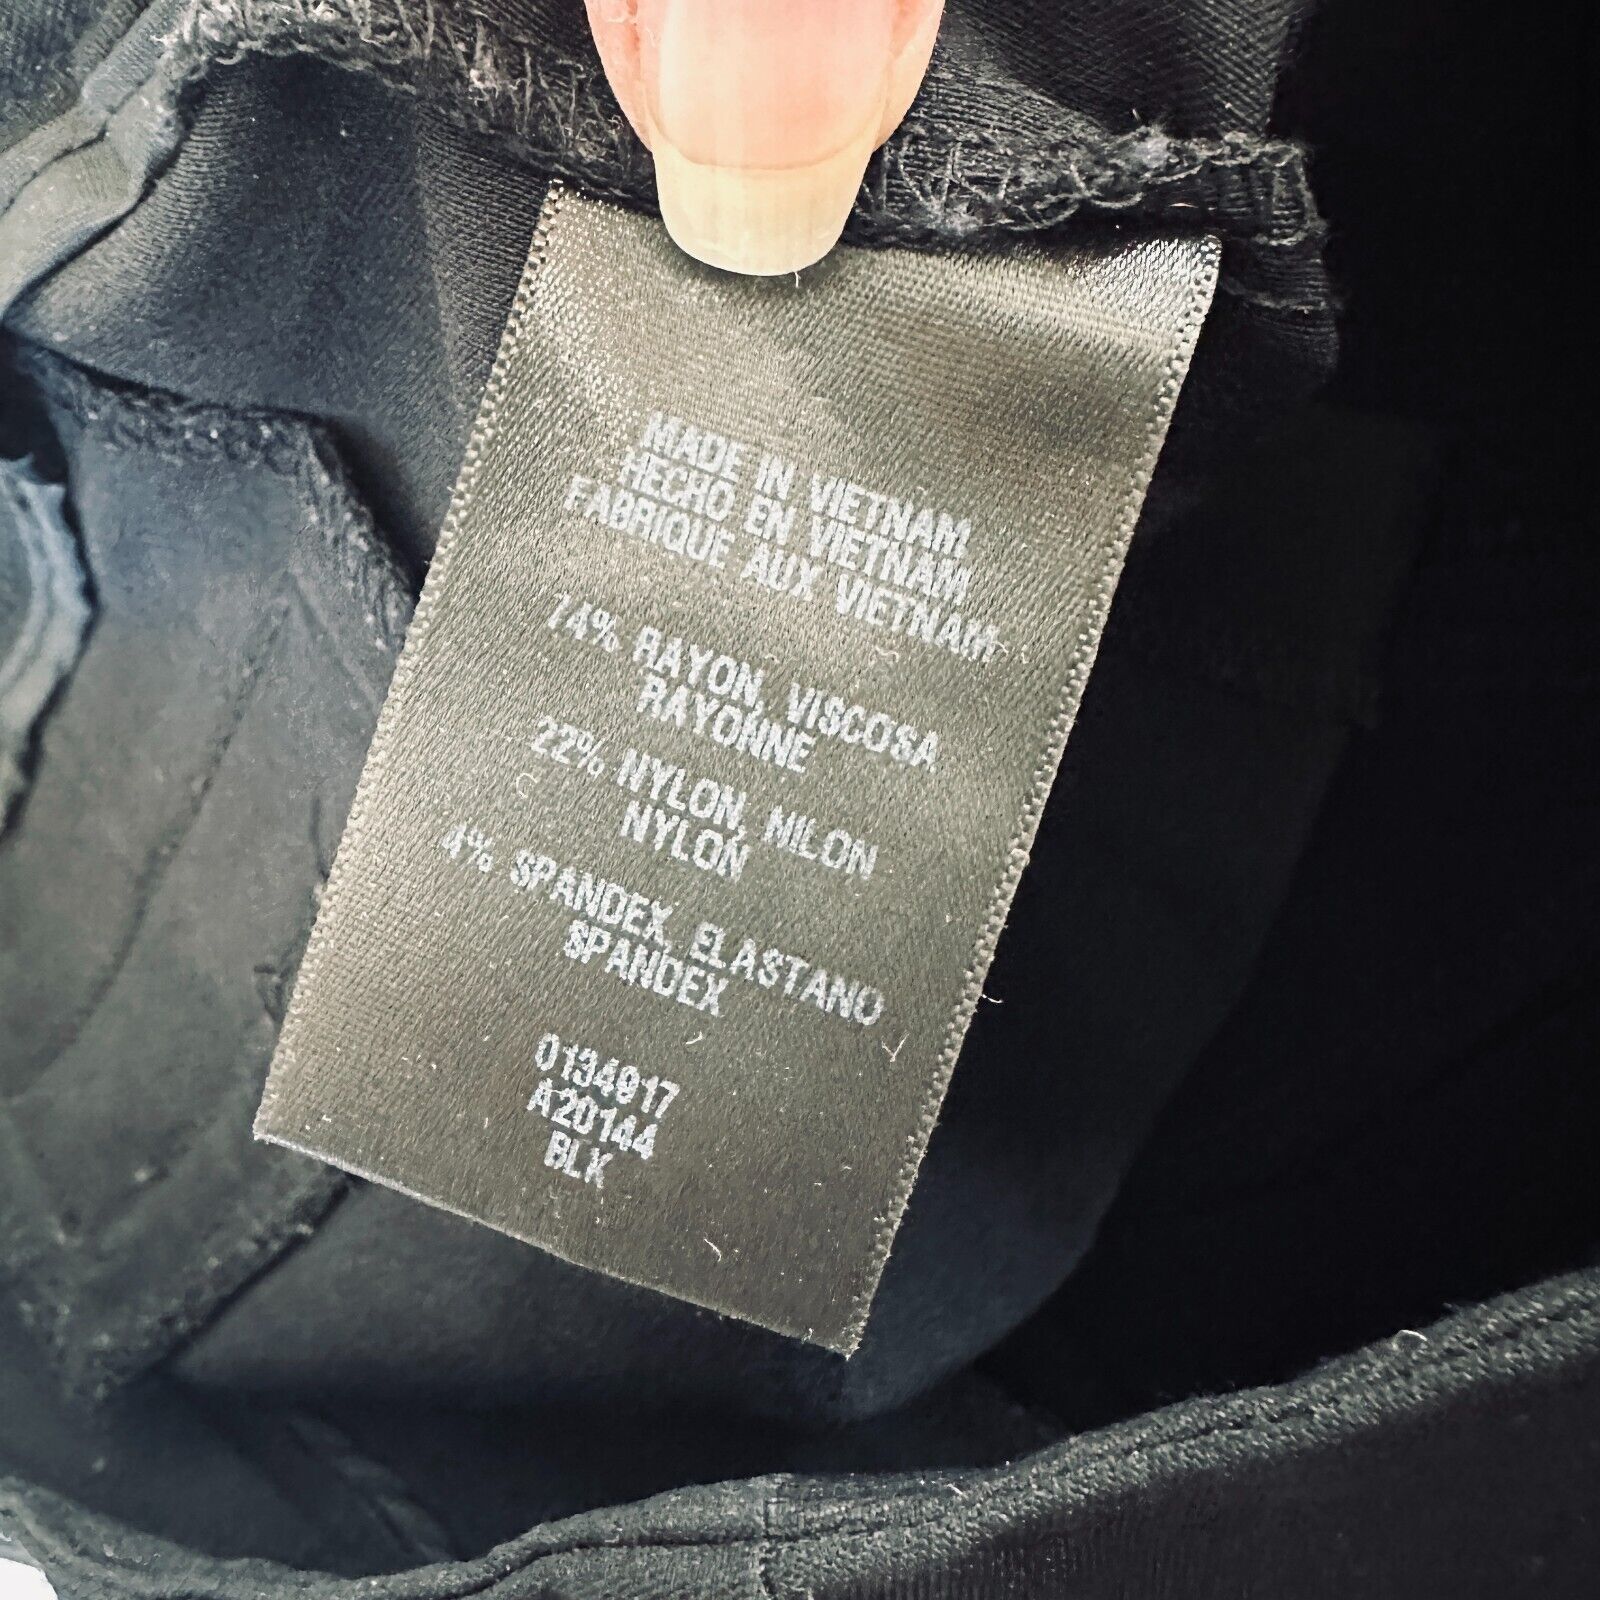 MADE IN VIETNAM
HECHO EN VIETNAM
FABRIQUE AUX VIETNAM
74% RAYON, VISCOSA
RAYONNE
22% NYLON, NILON
NYLON
4% SPANDEX, ELASTANO
SPANDEX
0134917
A20144
BLK